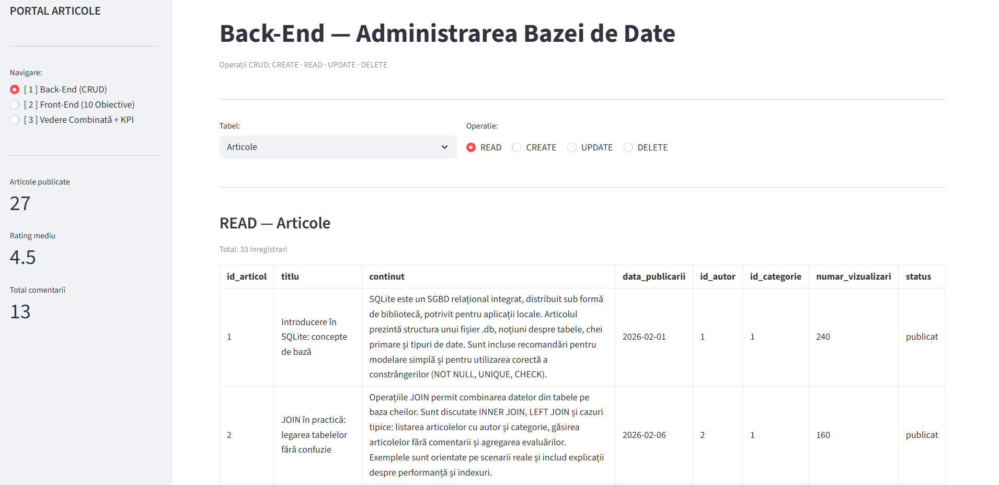 PORTAL ARTICOLE
Navigare:
[ 1 ] Back-End (CRUD)
[ 2 ] Front-End (10 Obiective)
[ 3 ] Vedere Combinată + KPI
Articole publicate
27
Rating mediu
4.5
Total comentarii
13
Back-End — Administrarea Bazei de Date
Operații CRUD: CREATE · READ · UPDATE · DELETE
Tabel:
Articole
Operatie:
READ CREATE UPDATE DELETE
READ — Articole
Total: 33 inregistrari
id_articol titlu continut data_publicarii id_autor id_categorie numar_vizualizari status
1
Introducere în
SQLite: concepte
de bază
SQLite este un SGBD relațional integrat, distribuit sub formă
de bibliotecă, potrivit pentru aplicații locale. Articolul
prezintă structura unui fișier .db, noțiuni despre tabele, chei
primare și tipuri de date. Sunt incluse recomandări pentru
modelare simplă și pentru utilizarea corectă a
constrângerilor (NOT NULL, UNIQUE, CHECK).
2026-02-01
1
1
240
publicat
2
JOIN în practică:
legarea tabelelor
fără confuzie
Operațiile JOIN permit combinarea datelor din tabele pe
baza cheilor. Sunt discutate INNER JOIN, LEFT JOIN și cazuri
tipice: listarea articolelor cu autor și categorie, găsirea
articolelor fără comentarii și agregarea evaluărilor.
Exemplele sunt orientate pe scenarii reale și includ explicații
despre performanță și indexuri.
2026-02-06
2
1
160
publicat